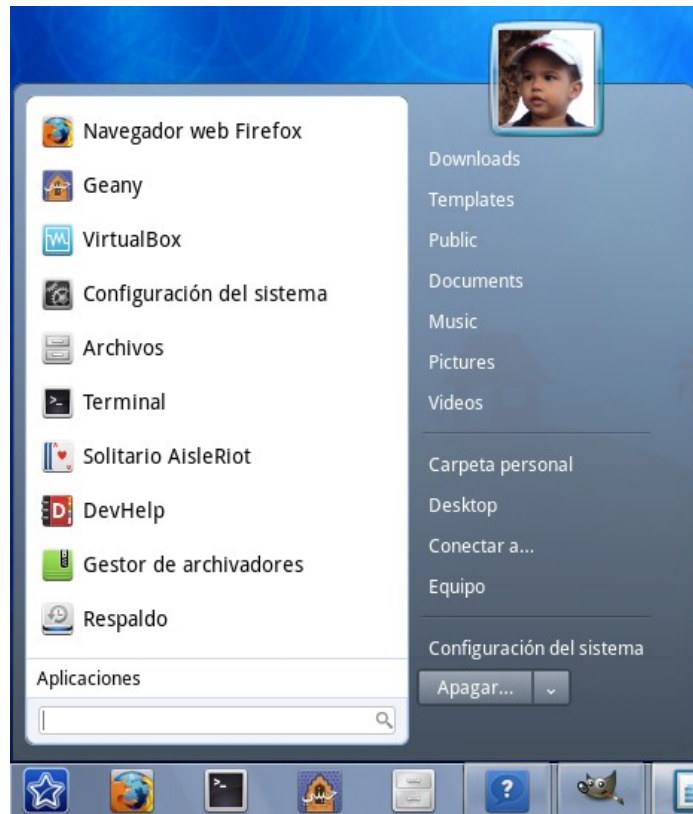 Navegador web Firefox
Geany
VirtualBox
Configuración del sistema
Archivos
Terminal
Solitario AisleRiot
DevHelp
Gestor de archivadores
Respaldo
Aplicaciones
Downloads
Templates
Public
Documents
Music
Pictures
Videos
Carpeta personal
Desktop
Conectar a...
Equipo
Configuración del sistema
Apagar...